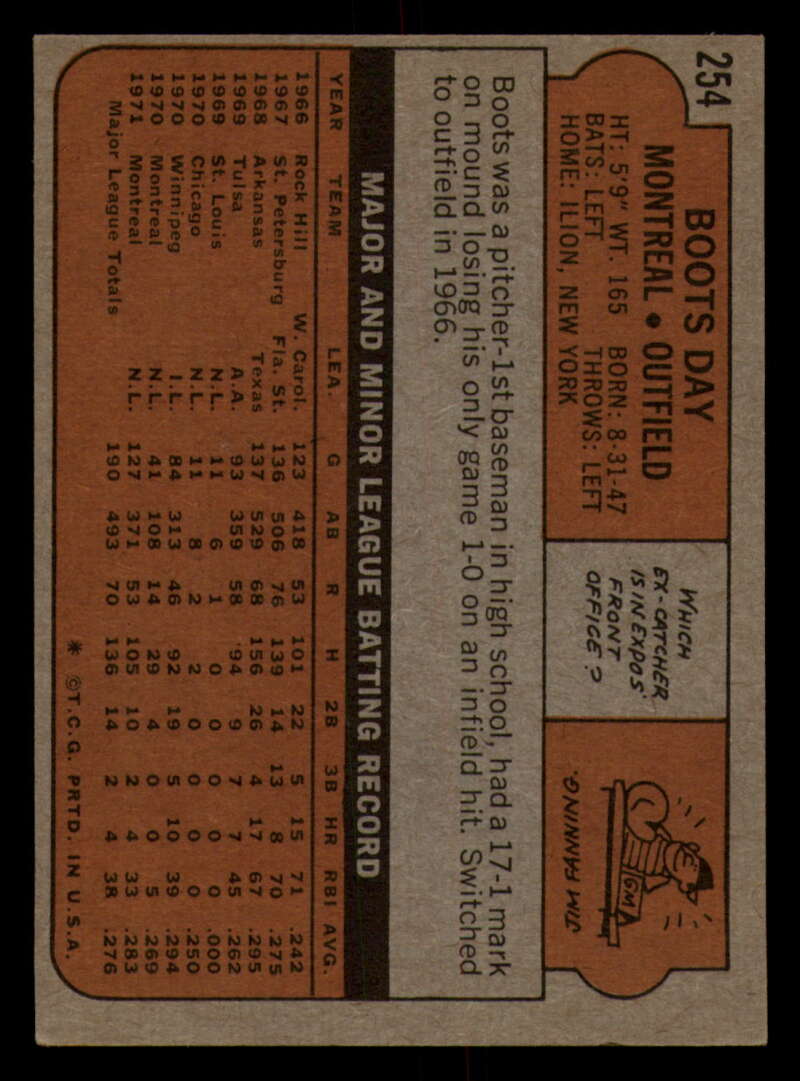 254
BOOTS DAY
MONTREAL • OUTFIELD
HT: 5'9" WT. 165 BORN: 8-31-47
BATS: LEFT THROWS: LEFT
HOME: ILION, NEW YORK
WHICH
EX-CATCHER
IS IN EXPOS'
FRONT
OFFICE?
GM
JIM FANNING.
Boots was a pitcher-1st baseman in high school, had a 17-1 mark
on mound losing his only game 1-0 on an infield hit. Switched
to outfield in 1966.
MAJOR AND MINOR LEAGUE BATTING RECORD
YEAR TEAM LEA. G AB R H 2B 3B HR RBI AVG.
1966 Rock Hill W. Carol. 123 418 53 101 22 5 15 71 .242
1967 St. Petersburg Fla. St. 136 506 76 139 14 13 8 70 .275
1968 Arkansas Texas 137 529 68 156 26 4 17 67 .295
1969 Tulsa A.A. 93 359 58 94 9 7 7 45 .262
1969 St. Louis N.L. 11 6 1 0 0 0 0 0 .000
1970 Chicago N.L. 11 8 2 2 0 0 0 0 .250
1970 Winnipeg I.L. 84 313 46 92 19 5 10 39 .294
1970 Montreal N.L. 41 108 14 29 4 0 0 5 .269
1971 Montreal N.L. 127 371 53 105 10 2 4 33 .283
Major League Totals 190 493 70 136 14 2 4 38 .276
* ©T.C.G. PRTD. IN U.S.A.